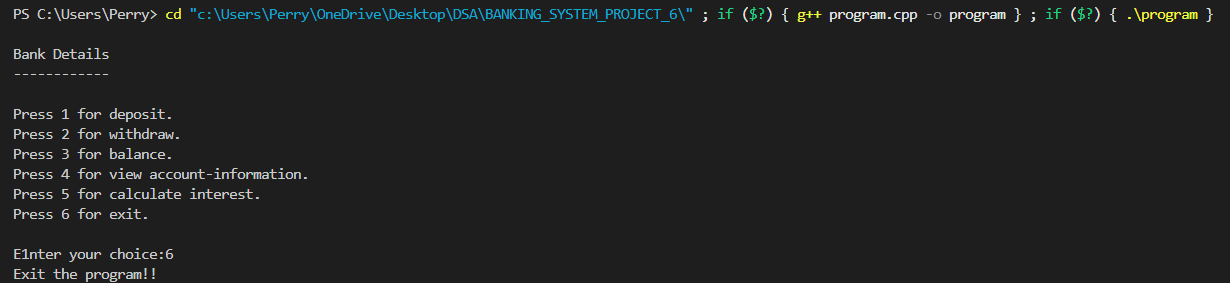 PS C:\Users\Perry> cd "c:\Users\Perry\OneDrive\Desktop\DSA\BANKING_SYSTEM_PROJECT_6\" ; if ($?) { g++ program.cpp -o program } ; if ($?) { .\program }
Bank Details
------------
Press 1 for deposit.
Press 2 for withdraw.
Press 3 for balance.
Press 4 for view account-information.
Press 5 for calculate interest.
Press 6 for exit.
E1nter your choice:6
Exit the program!!